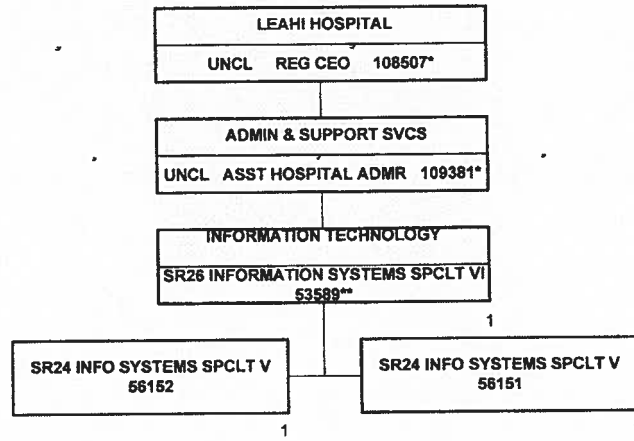 LEAHI HOSPITAL
UNCL REG CEO 108507*
ADMIN & SUPPORT SVCS
UNCL ASST HOSPITAL ADMR 109381*
INFORMATION TECHNOLOGY
SR26 INFORMATION SYSTEMS SPCLT VI
53589**
1
SR24 INFO SYSTEMS SPCLT V
56152
SR24 INFO SYSTEMS SPCLT V
56151
1